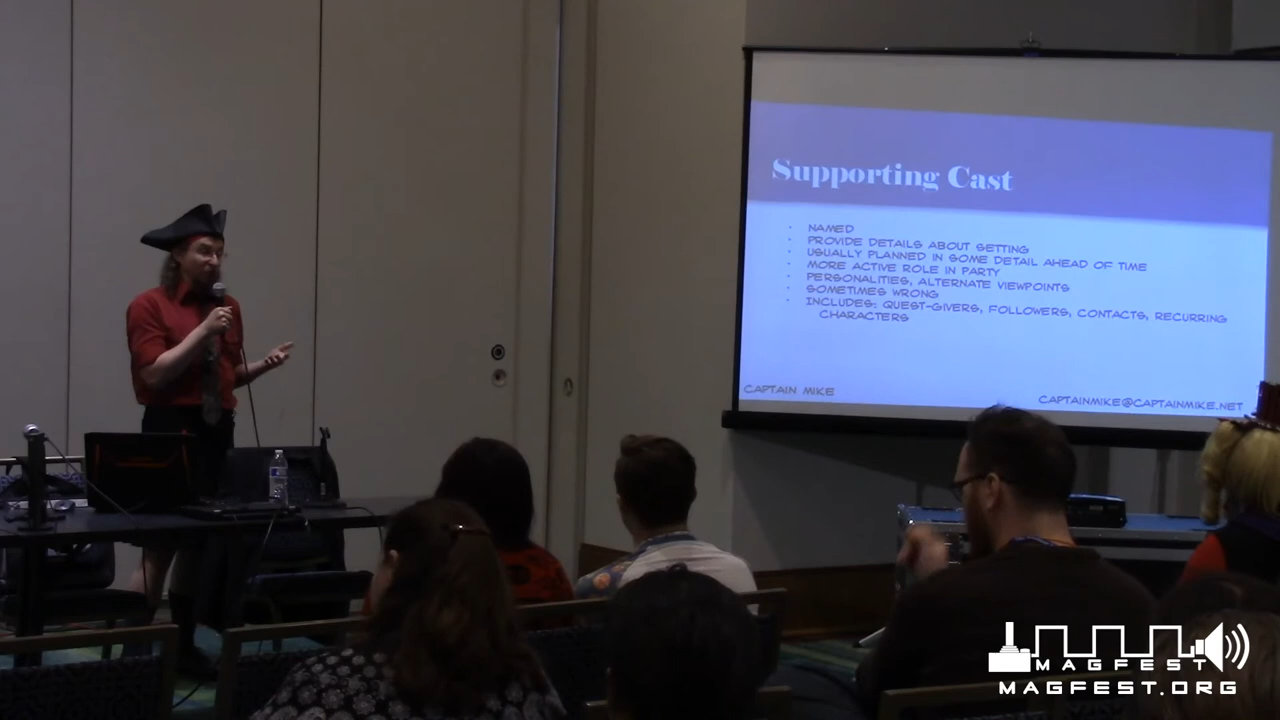 Supporting Cast
· NAMED
· PROVIDE DETAILS ABOUT SETTING
· USUALLY PLANNED IN SOME DETAIL AHEAD OF TIME
· MORE ACTIVE ROLE IN PARTY
· PERSONALITIES, ALTERNATE VIEWPOINTS
· SOMETIMES WRONG
· INCLUDES: QUEST-GIVERS, FOLLOWERS, CONTACTS, RECURRING
CHARACTERS
CAPTAIN MIKE
CAPTAINMIKE@CAPTAINMIKE.NET
MAGFEST
MAGFEST.ORG